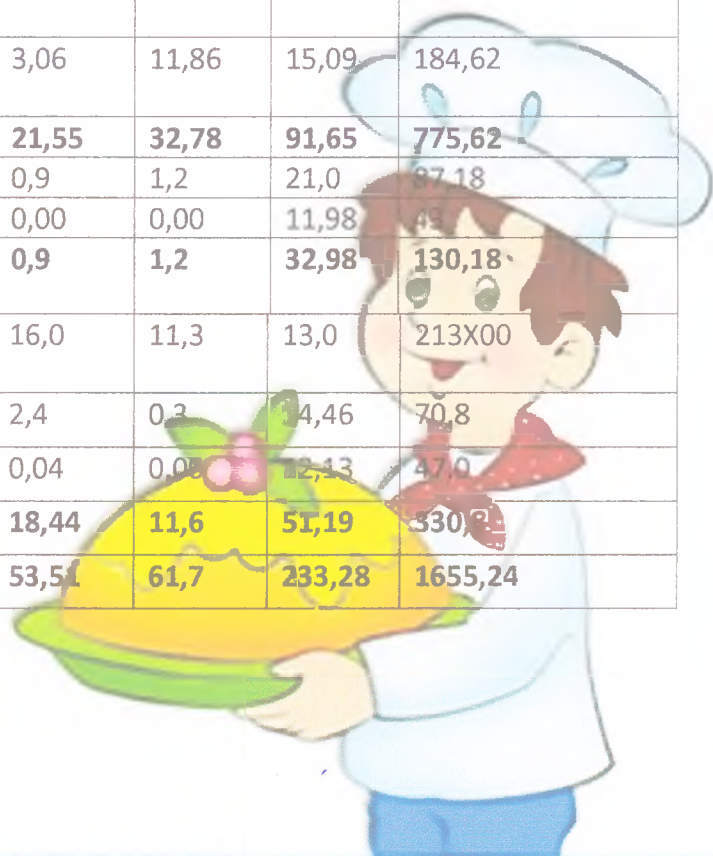 3,06 11,86 15,09 184,62
21,55 32,78 91,65 775,62
0,9 1,2 21,0 87,18
0,00 0,00 11,98 43
0,9 1,2 32,98 130,18
16,0 11,3 13,0 213X00
2,4 0,3 70,8
0,04 47,0
18,44 11,6 51,19 330,8
53,51 61,7 233,28 1655,24